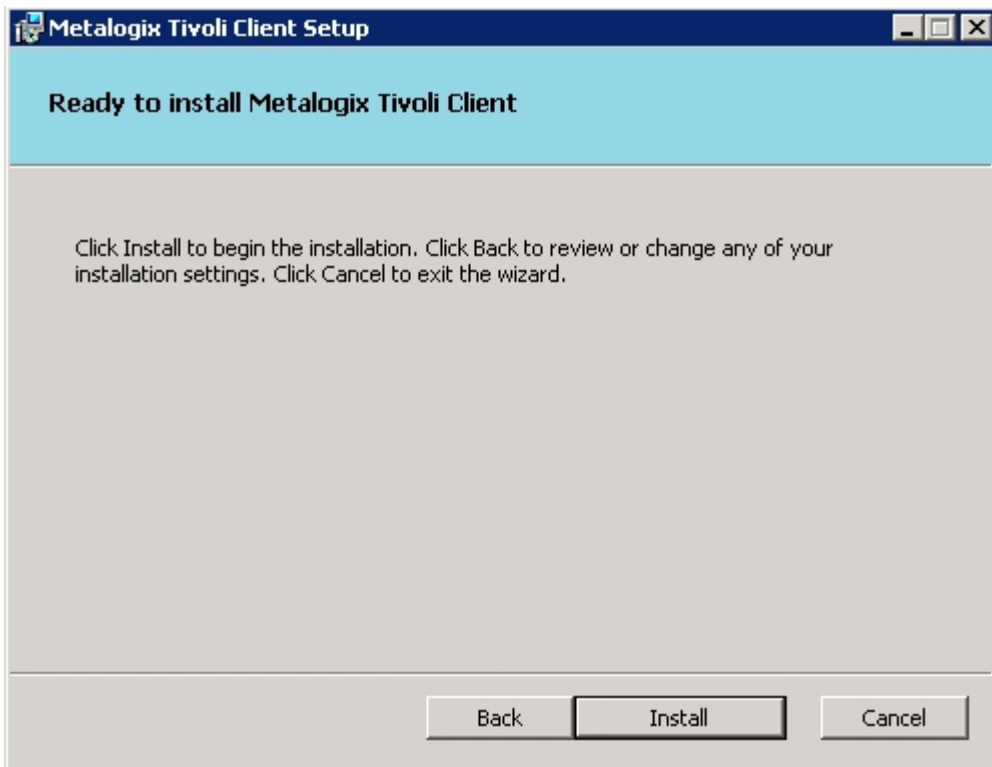 Metalogix Tivoli Client Setup
Ready to install Metalogix Tivoli Client
Click Install to begin the installation. Click Back to review or change any of your
installation settings. Click Cancel to exit the wizard.
Back Install Cancel